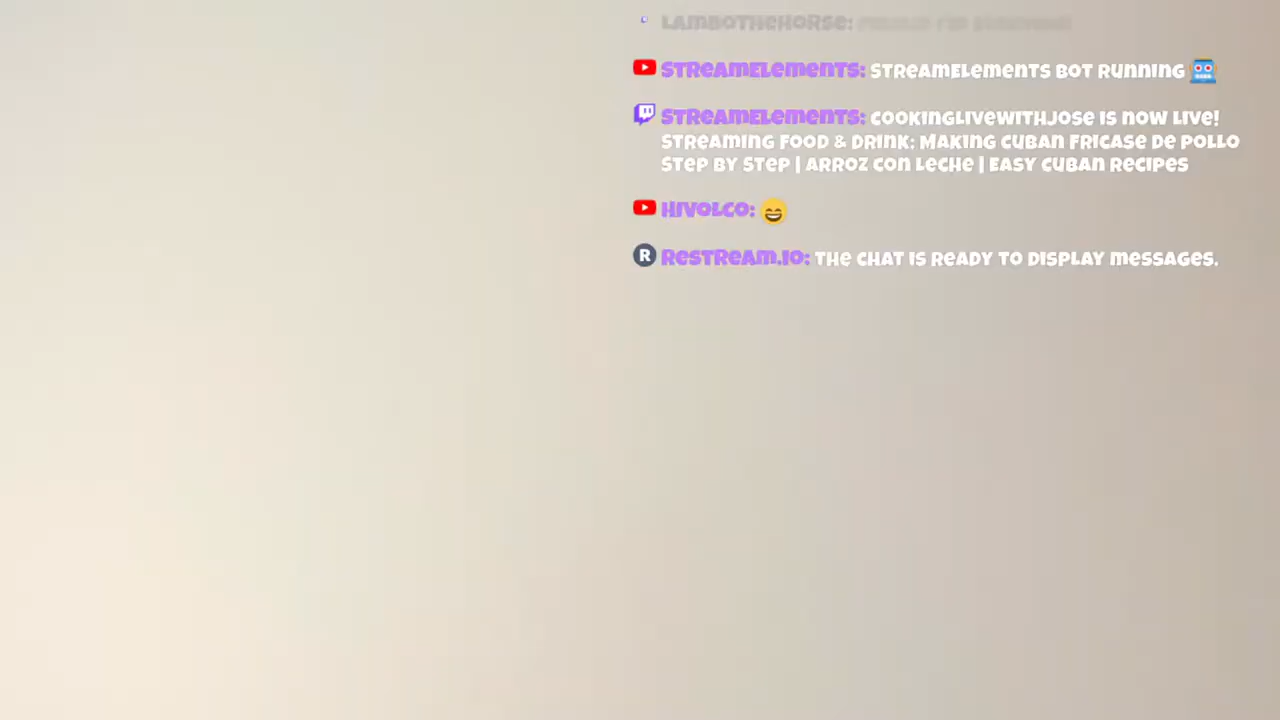 LambotheHorse:
StreamElements: StreamElements Bot Running
StreamElements: cookinglivewithjose is now live!
Streaming Food & Drink: Making Cuban Fricase de Pollo
Step by Step | Arroz con Leche | Easy Cuban Recipes
Hivolco:
Restream.io: The chat is ready to display messages.
R